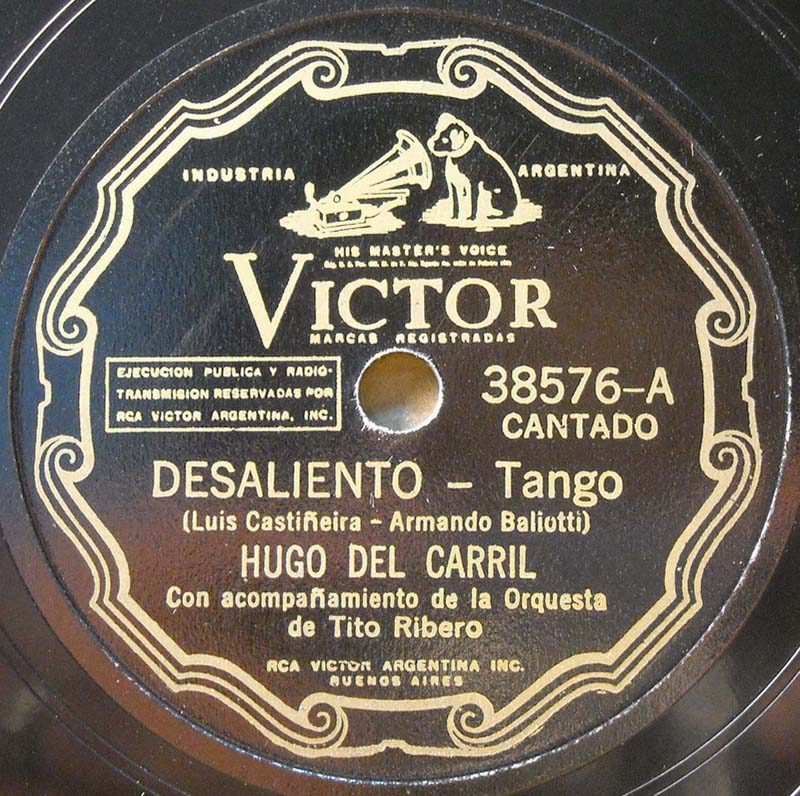 INDUSTRIA
ARGENTINA
HIS MASTER'S VOICE
VICTOR
MARCAS REGISTRADAS
EJECUCION PUBLICA Y RADIO-
TRANSMISION RESERVADAS POR
RCA VICTOR ARGENTINA, INC.
38576-A
CANTADO
DESALIENTO - Tango
(Luis Castiñeira - Armando Baliotti)
HUGO DEL CARRIL
Con acompañamiento de la Orquesta
de Tito Ribero
RCA VICTOR ARGENTINA INC.
BUENOS AIRES